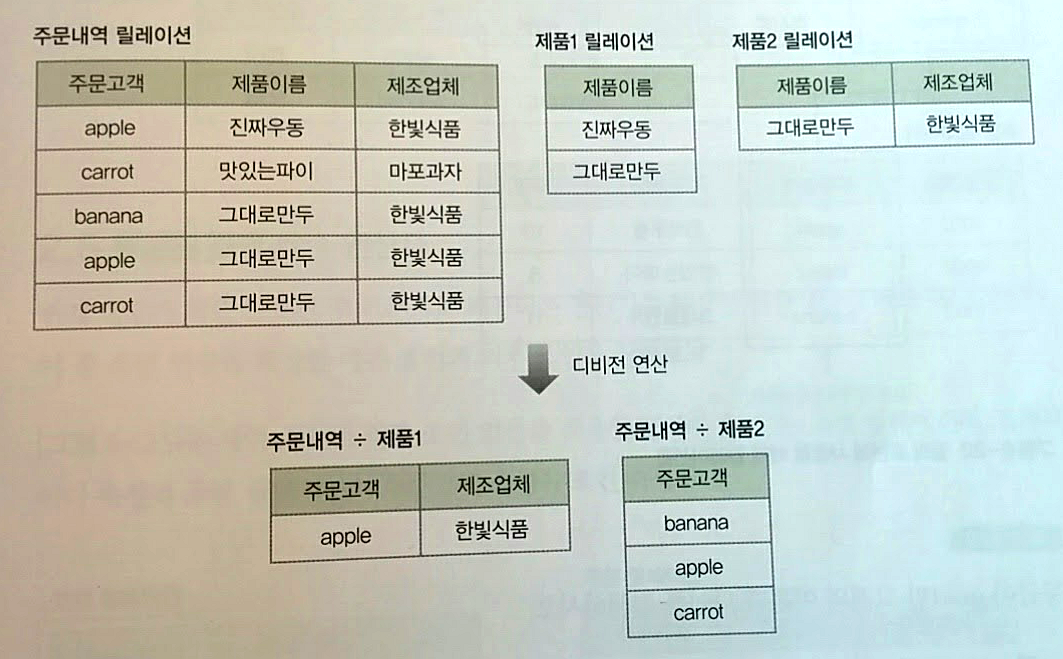 주문내역 릴레이션
제품1 릴레이션
제품2 릴레이션
주문고객 제품이름 제조업체
apple 진짜우동 한빛식품
carrot 맛있는파이 마포과자
banana 그대로만두 한빛식품
apple 그대로만두 한빛식품
carrot 그대로만두 한빛식품
제품이름
진짜우동
그대로만두
제품이름 제조업체
그대로만두 한빛식품
디비전 연산
주문내역 ÷ 제품1
주문고객 제조업체
apple 한빛식품
주문내역 ÷ 제품2
주문고객
banana
apple
carrot